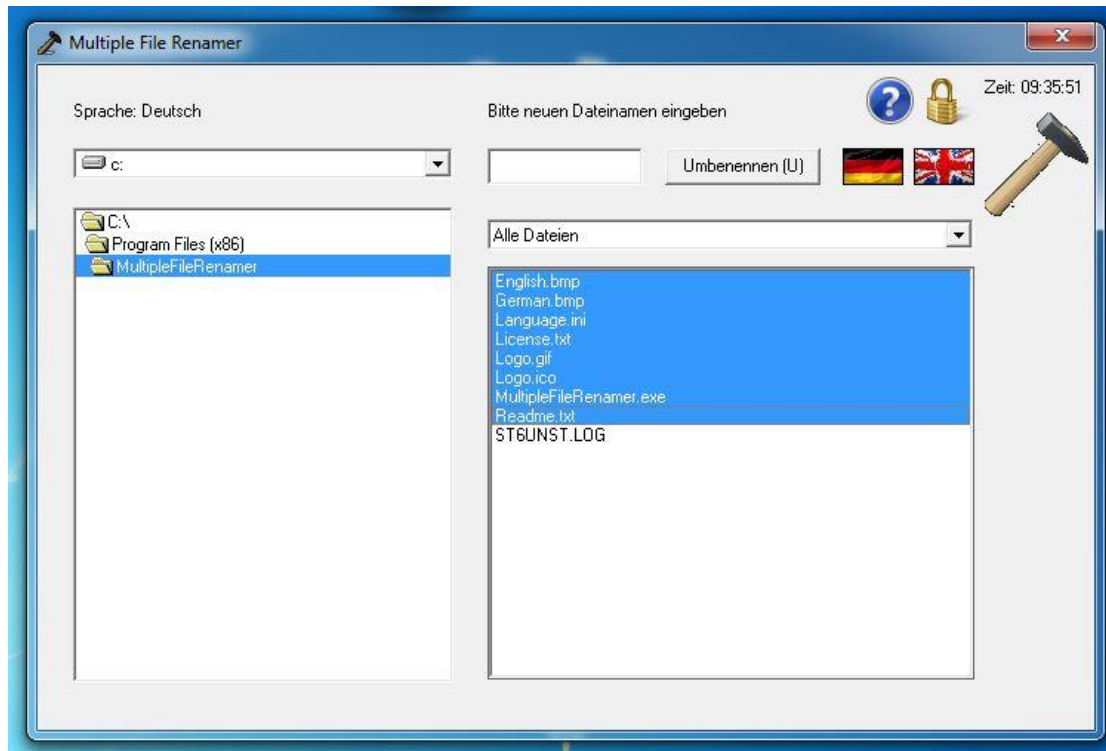 Multiple File Renamer
Zeit: 09:35:51
Sprache: Deutsch
Bitte neuen Dateinamen eingeben
c:
Umbenennen (U)
C:\
Program Files (x86)
MultipleFileRenamer
Alle Dateien
English.bmp
German.bmp
Language.ini
License.txt
Logo.gif
Logo.ico
MultipleFileRenamer.exe
Readme.txt
ST6UNST.LOG